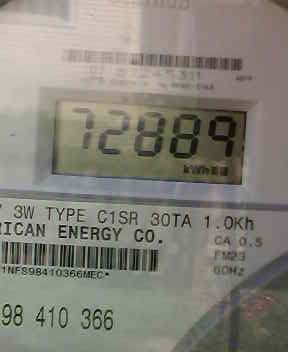 72889
kWh
3W TYPE C1SR 30TA 1.0Kh
RICAN ENERGY CO.
CA 0.5
FM2S
60Hz
1NFS98410366MEC*
98 410 366